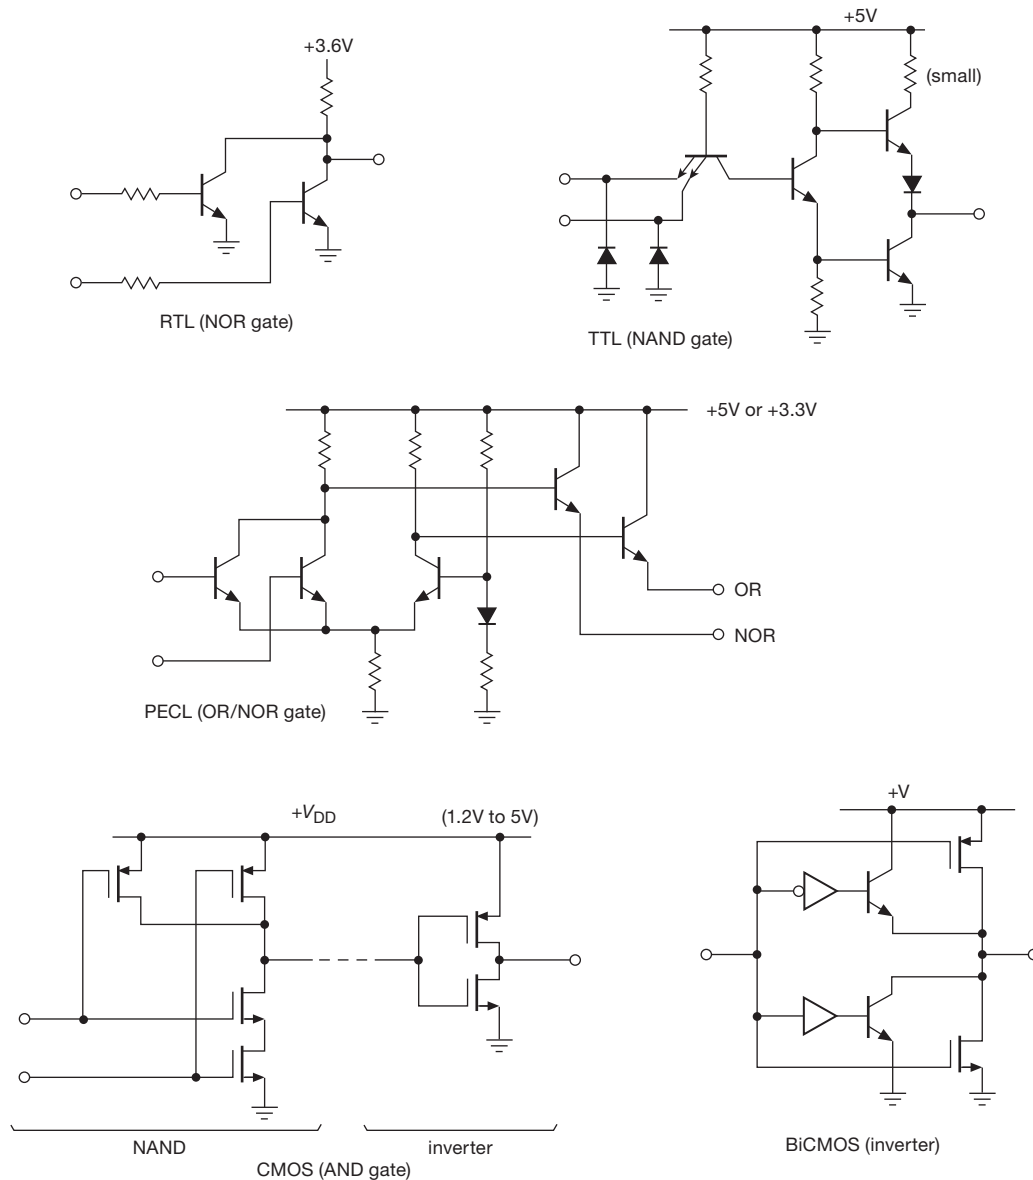 +3.6V
RTL (NOR gate)
+5V
(small)
TTL (NAND gate)
+5V or +3.3V
OR
NOR
PECL (OR/NOR gate)
+VDD
(1.2V to 5V)
NAND
inverter
CMOS (AND gate)
+V
BiCMOS (inverter)